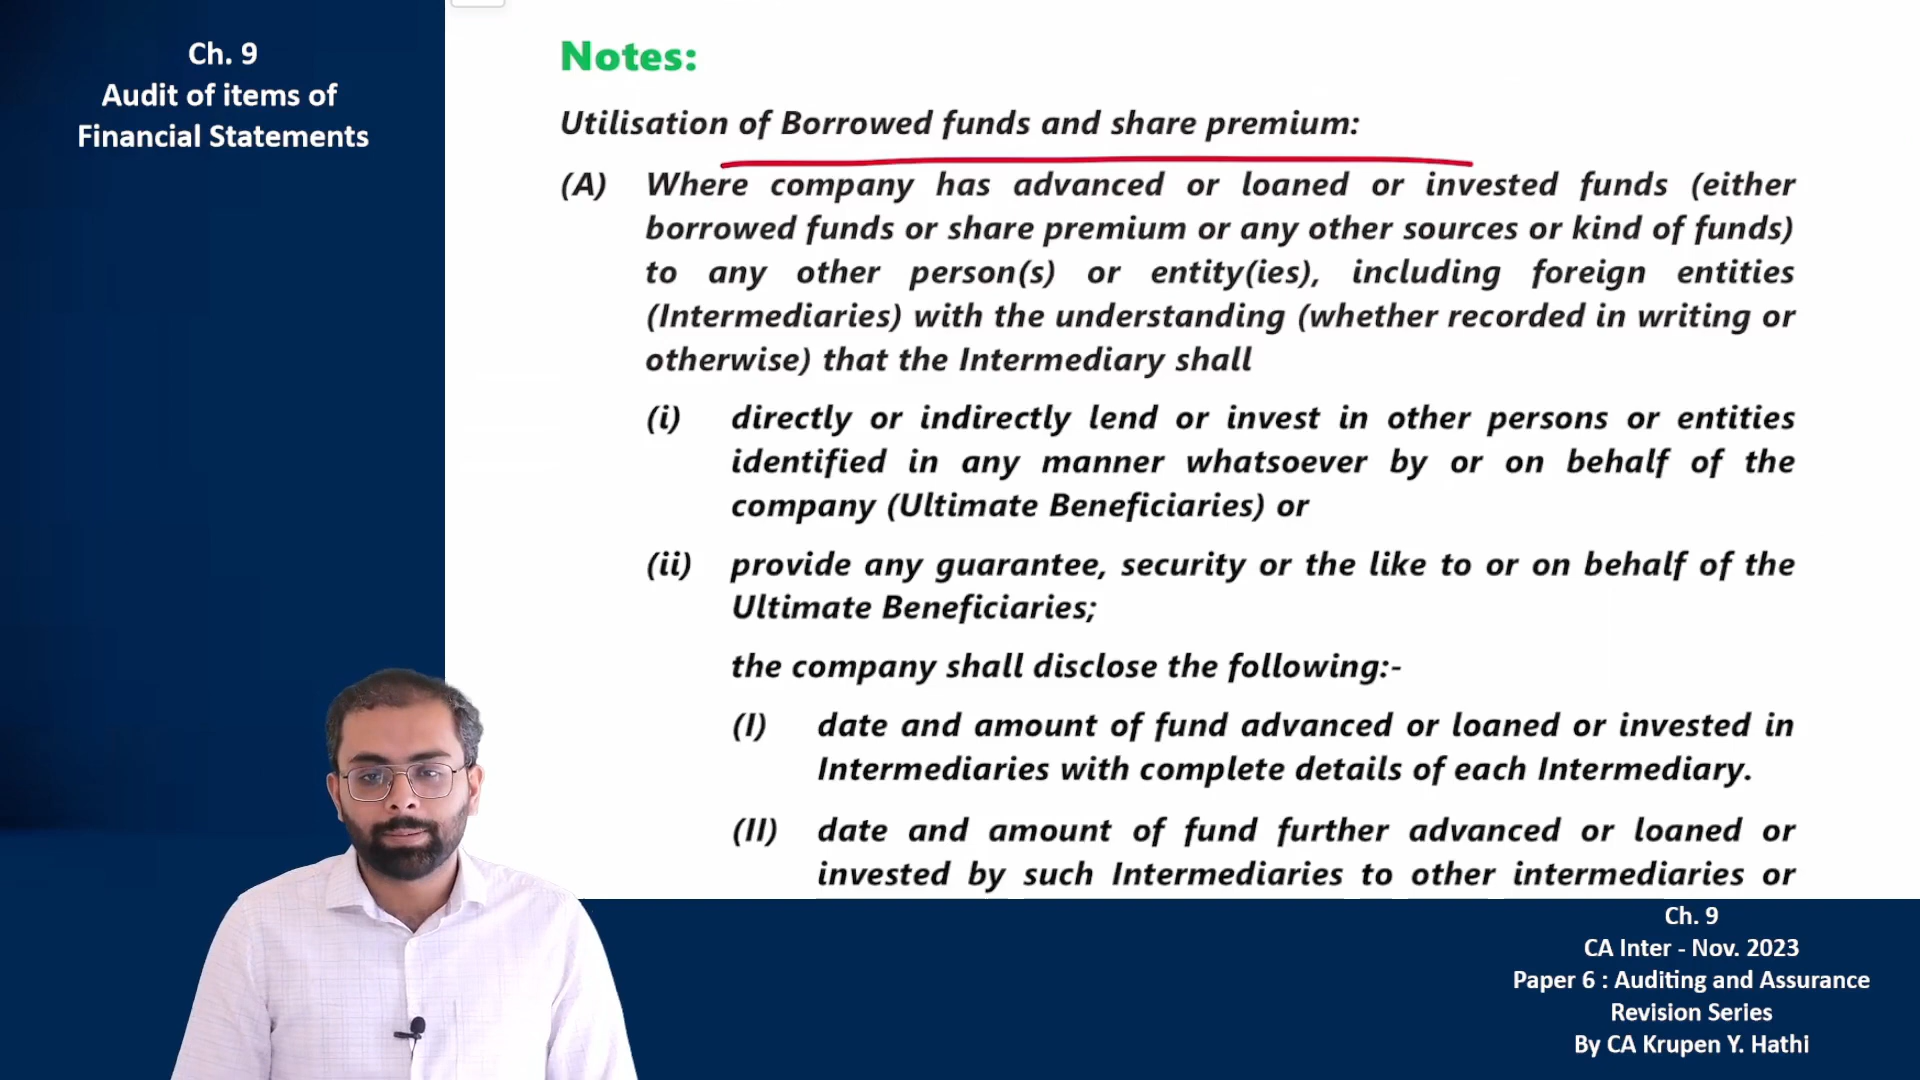 Ch. 9
Audit of items of
Financial Statements
Notes:
Utilisation of Borrowed funds and share premium:
(A) Where company has advanced or loaned or invested funds (either
borrowed funds or share premium or any other sources or kind of funds)
to any other person(s) or entity(ies), including foreign entities
(Intermediaries) with the understanding (whether recorded in writing or
otherwise) that the Intermediary shall
(i) directly or indirectly lend or invest in other persons or entities
identified in any manner whatsoever by or on behalf of the
company (Ultimate Beneficiaries) or
(ii) provide any guarantee, security or the like to or on behalf of the
Ultimate Beneficiaries;
the company shall disclose the following:-
(I) date and amount of fund advanced or loaned or invested in
Intermediaries with complete details of each Intermediary.
(II) date and amount of fund further advanced or loaned or
invested by such Intermediaries to other intermediaries or
Ch. 9
CA Inter - Nov. 2023
Paper 6 : Auditing and Assurance
Revision Series
By CA Krupen Y. Hathi